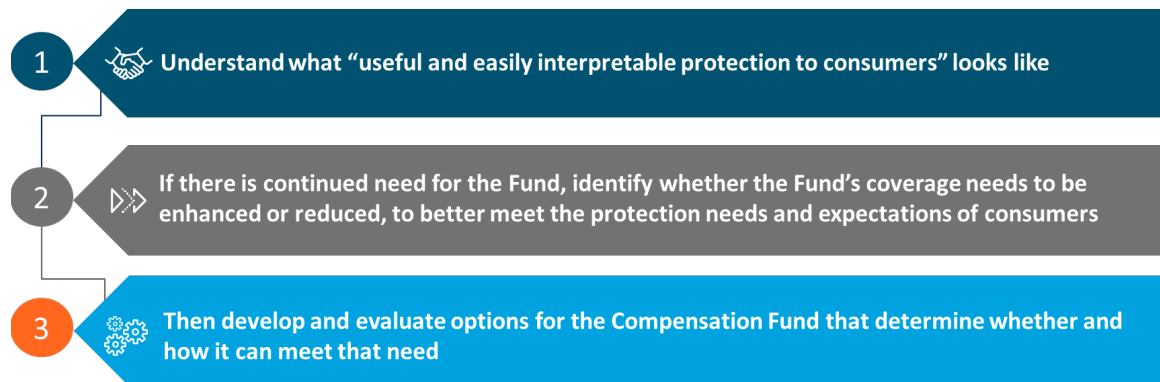 1
Understand what “useful and easily interpretable protection to consumers” looks like
2
If there is continued need for the Fund, identify whether the Fund’s coverage needs to be
enhanced or reduced, to better meet the protection needs and expectations of consumers
3
Then develop and evaluate options for the Compensation Fund that determine whether and
how it can meet that need